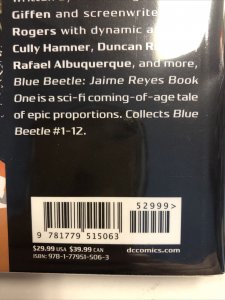 Giffen and screenwrite
Rogers with dynamic a
Cully Hamner, Duncan R
Rafael Albuquerque, and more,
Blue Beetle: Jaime Reyes Book
One is a sci-fi coming-of-age tale
of epic proportions. Collects Blue
Beetle #1-12.
52999>
9 781779 515063
$29.99 USA $39.99 CAN
dccomics.com
ISBN: 978-1-77951-506-3